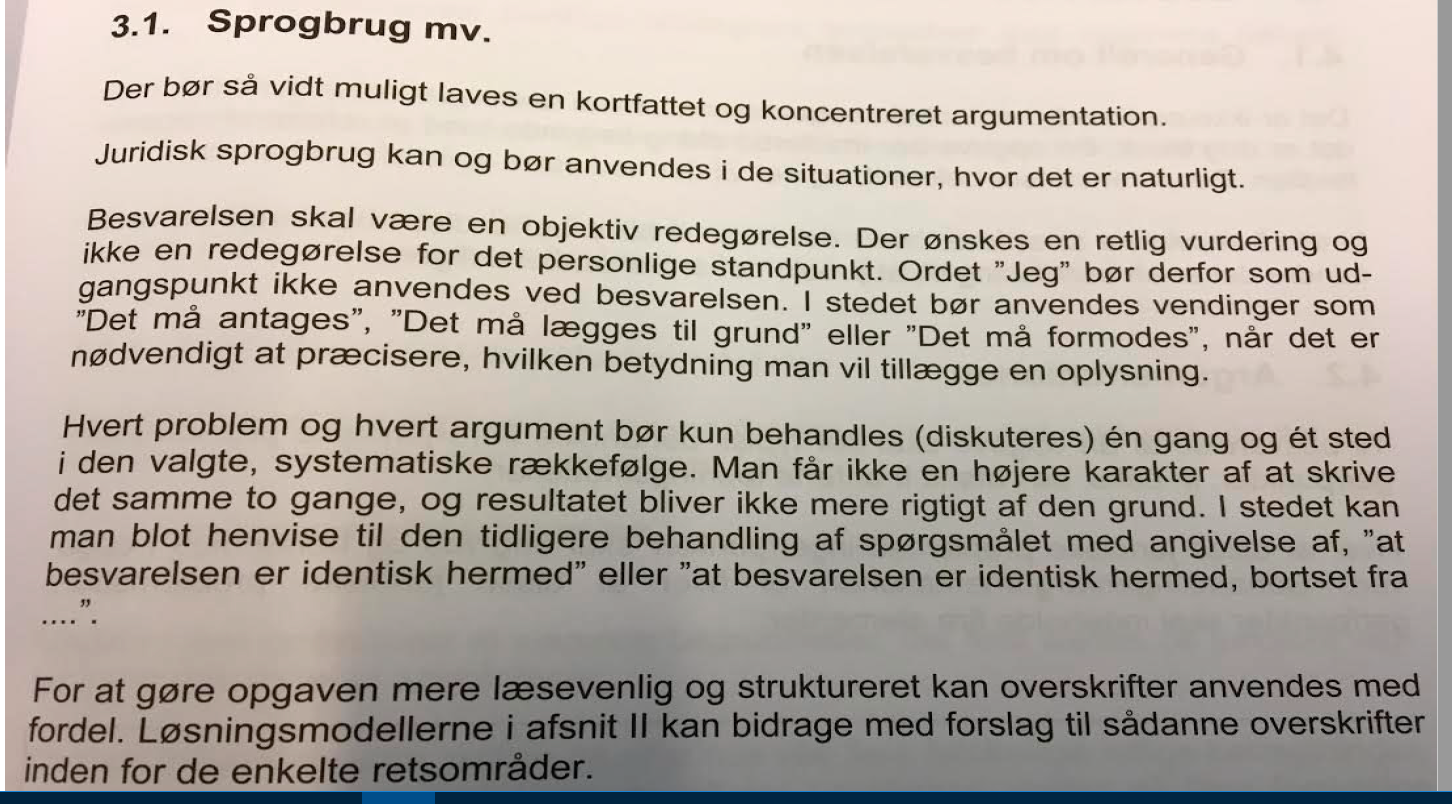 3.1. Sprogbrug mv.
Der bør så vidt muligt laves en kortfattet og koncentreret argumentation.
Juridisk sprogbrug kan og bør anvendes i de situationer, hvor det er naturligt.
Besvarelsen skal være en objektiv redegørelse. Der ønskes en retlig vurdering og
ikke en redegørelse for det personlige standpunkt. Ordet ”Jeg” bør derfor som ud-
gangspunkt ikke anvendes ved besvarelsen. I stedet bør anvendes vendinger som
”Det må antages”, ”Det må lægges til grund” eller ”Det må formodes”, når det er
nødvendigt at præcisere, hvilken betydning man vil tillægge en oplysning.
Hvert problem og hvert argument bør kun behandles (diskuteres) én gang og ét sted
i den valgte, systematiske rækkefølge. Man får ikke en højere karakter af at skrive
det samme to gange, og resultatet bliver ikke mere rigtigt af den grund. I stedet kan
man blot henvise til den tidligere behandling af spørgsmålet med angivelse af, ”at
besvarelsen er identisk hermed” eller ”at besvarelsen er identisk hermed, bortset fra
....”.
For at gøre opgaven mere læsevenlig og struktureret kan overskrifter anvendes med
fordel. Løsningsmodellerne i afsnit II kan bidrage med forslag til sådanne overskrifter
inden for de enkelte retsområder.